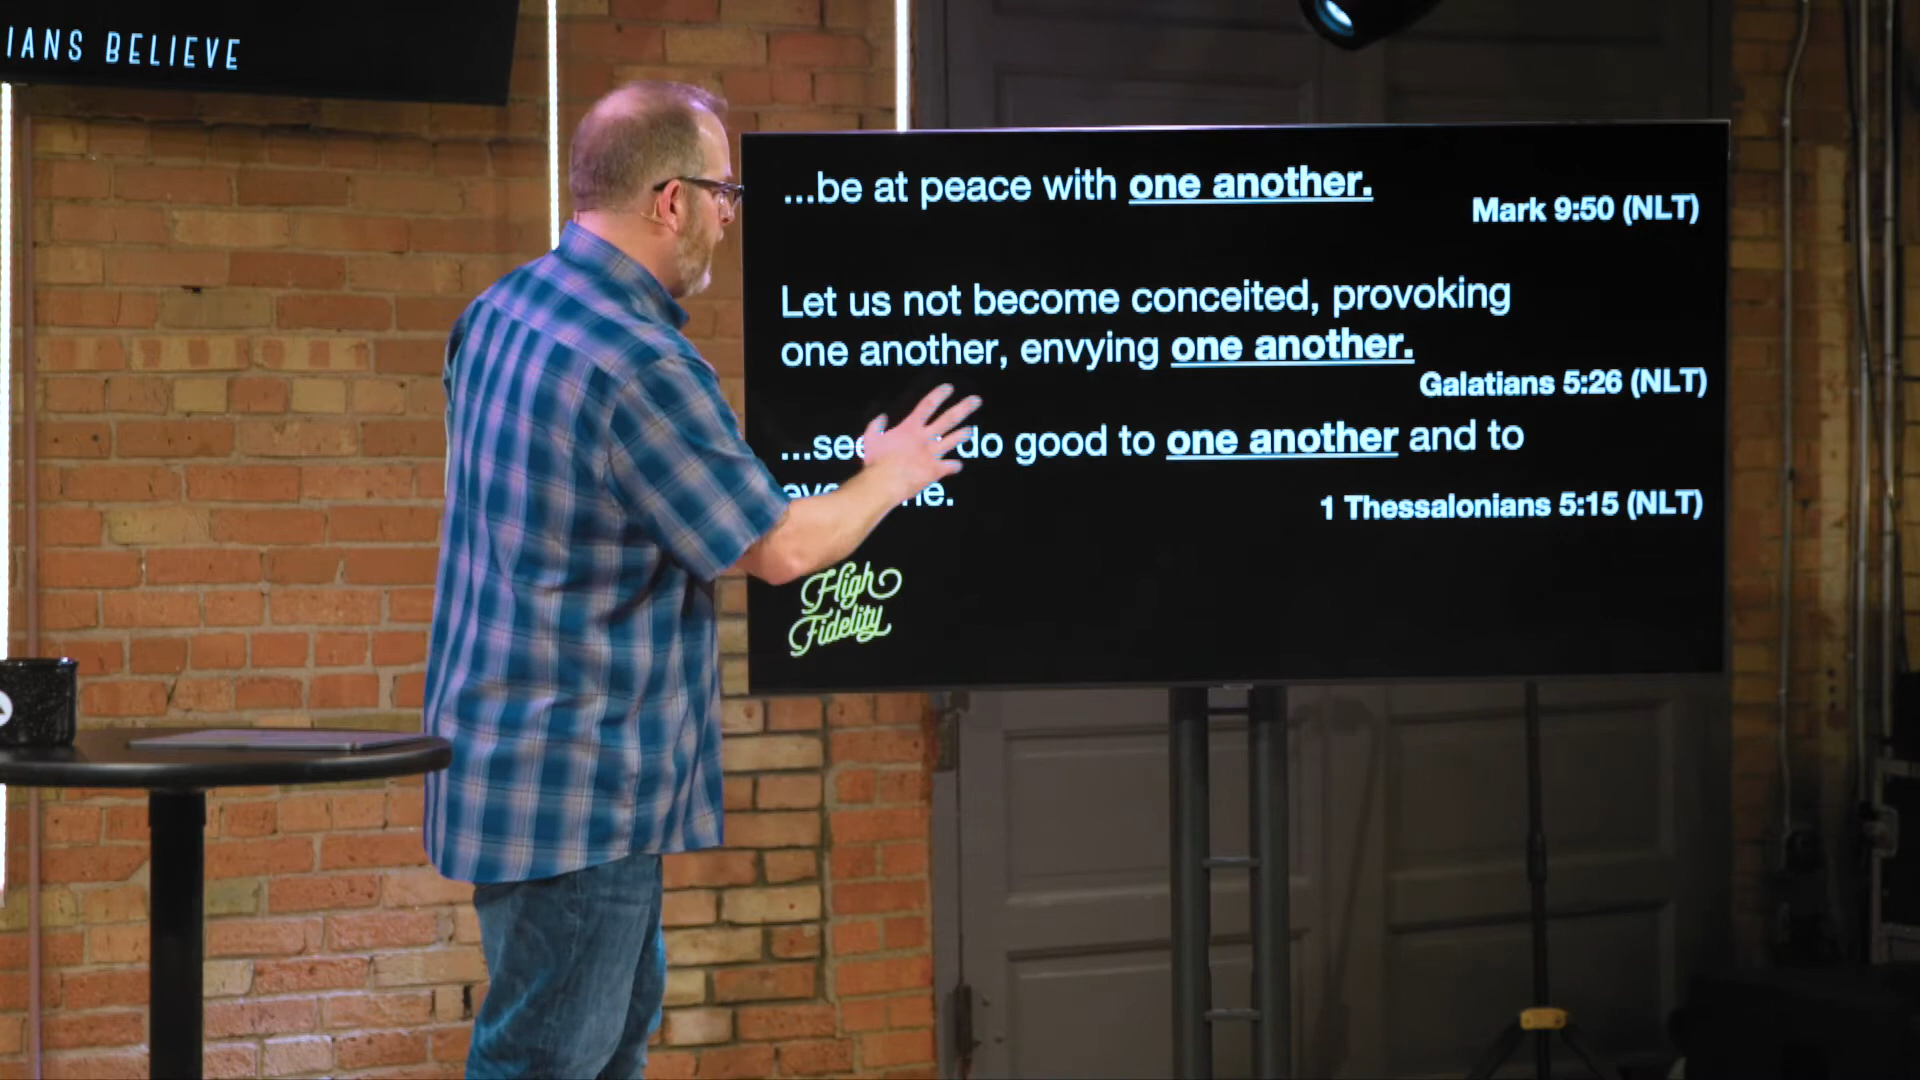 IANS BELIEVE
...be at peace with one another.
Mark 9:50 (NLT)
Let us not become conceited, provoking
one another, envying one another.
Galatians 5:26 (NLT)
do good to one another and to
1 Thessalonians 5:15 (NLT)
High
Fidelity